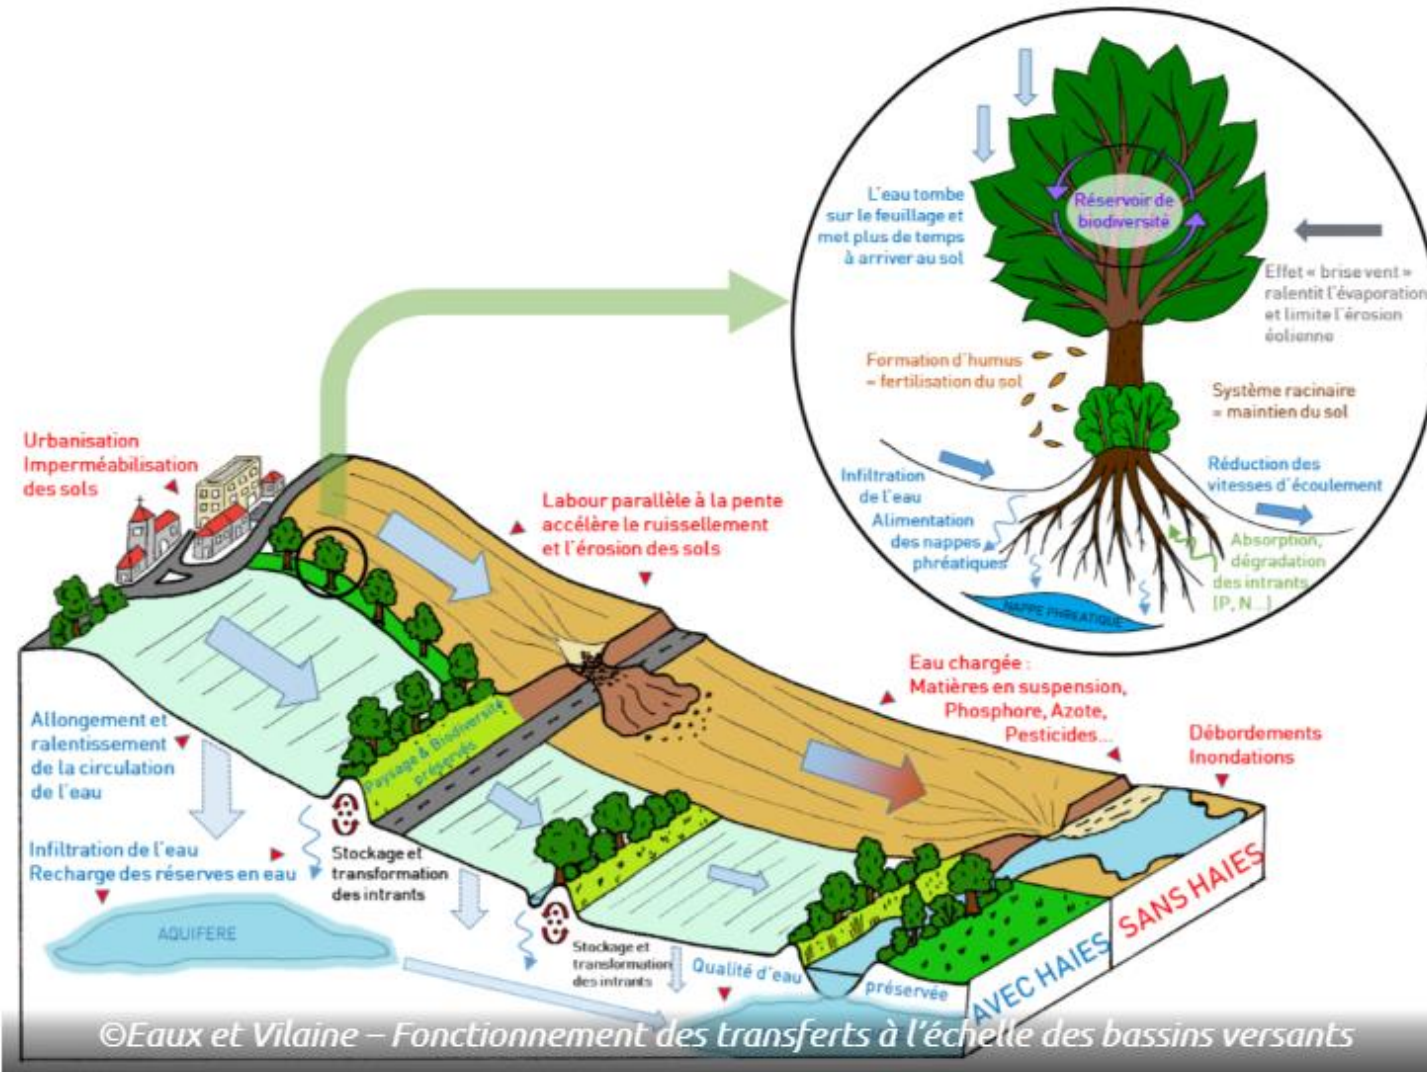 L'eau tombe
sur le feuillage et
met plus de temps
à arriver au sol
Réservoir de
biodiversité
Effet « brise vent »
ralentit l'évaporation
et limite l'érosion
éolienne
Formation d'humus
= fertilisation du sol
Système racinaire
= maintien du sol
Infiltration
de l'eau
Alimentation
des nappes
phréatiques
Réduction des
vitesses d'écoulement
Absorption,
dégradation
des intrants
(P, N...)
NAPPE PHREATIQUE
Urbanisation
Imperméabilisation
des sols
Labour parallèle à la pente
accélère le ruissellement
et l'érosion des sols
Eau chargée :
Matières en suspension,
Phosphore, Azote,
Pesticides...
Débordements
Inondations
Allongement et
ralentissement
de la circulation
de l'eau
Paysage & Biodiversité
préservés
Infiltration de l'eau
Recharge des réserves en eau
Stockage et
transformation
des intrants
AQUIFERE
Stockage et
transformation
des intrants
Qualité d'eau
préservée
AVEC HAIES
SANS HAIES
©Eaux et Vilaine – Fonctionnement des transferts à l'échelle des bassins versants